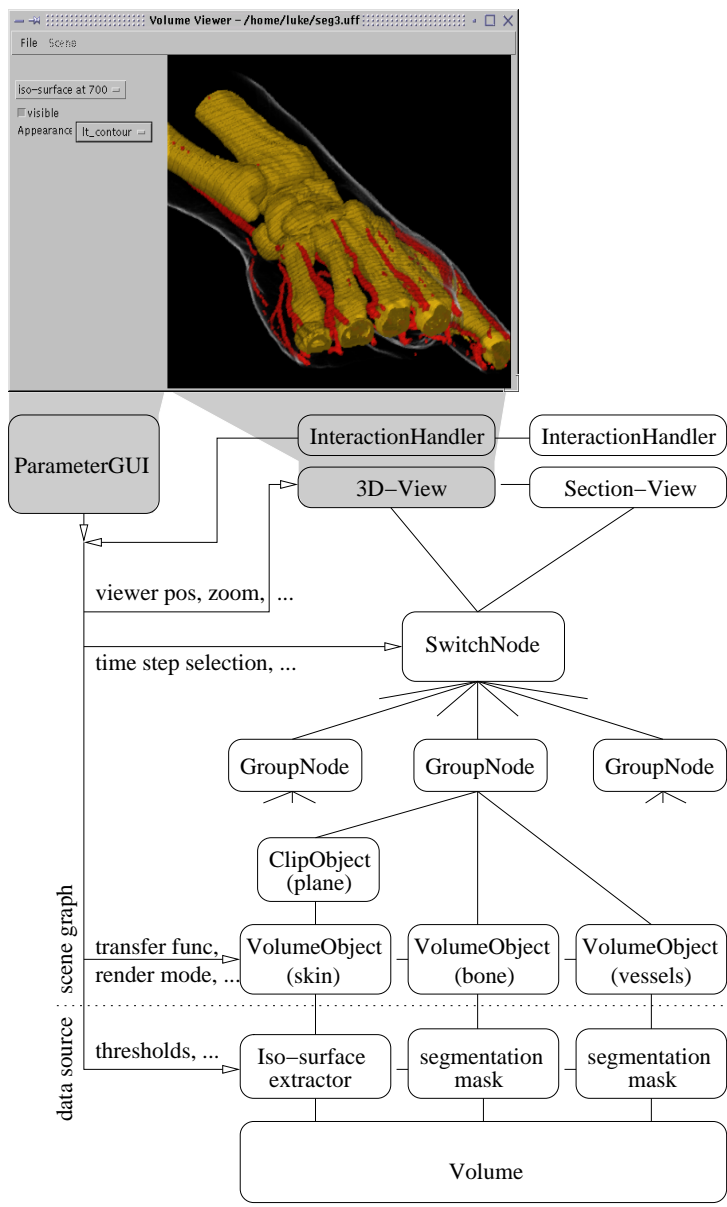 Volume Viewer - /home/luke/seg3.uff
File Scene
iso-surface at 700
visible
Appearance lt_contour
ParameterGUI
InteractionHandler
InteractionHandler
3D-View
Section-View
viewer pos, zoom, ...
SwitchNode
time step selection, ...
GroupNode
GroupNode
GroupNode
ClipObject
(plane)
scene graph
transfer func,
render mode, ...
VolumeObject
(skin)
VolumeObject
(bone)
VolumeObject
(vessels)
data source
thresholds, ...
Iso-surface
extractor
segmentation
mask
segmentation
mask
Volume